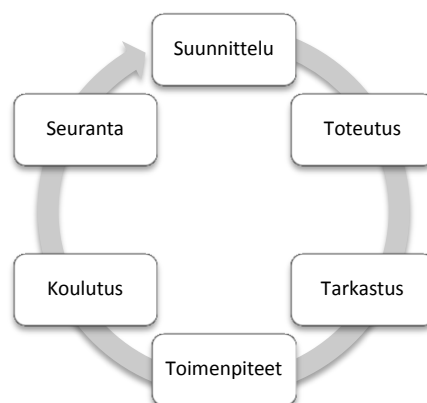 Suunnittelu
Toteutus
Tarkastus
Toimenpiteet
Koulutus
Seuranta